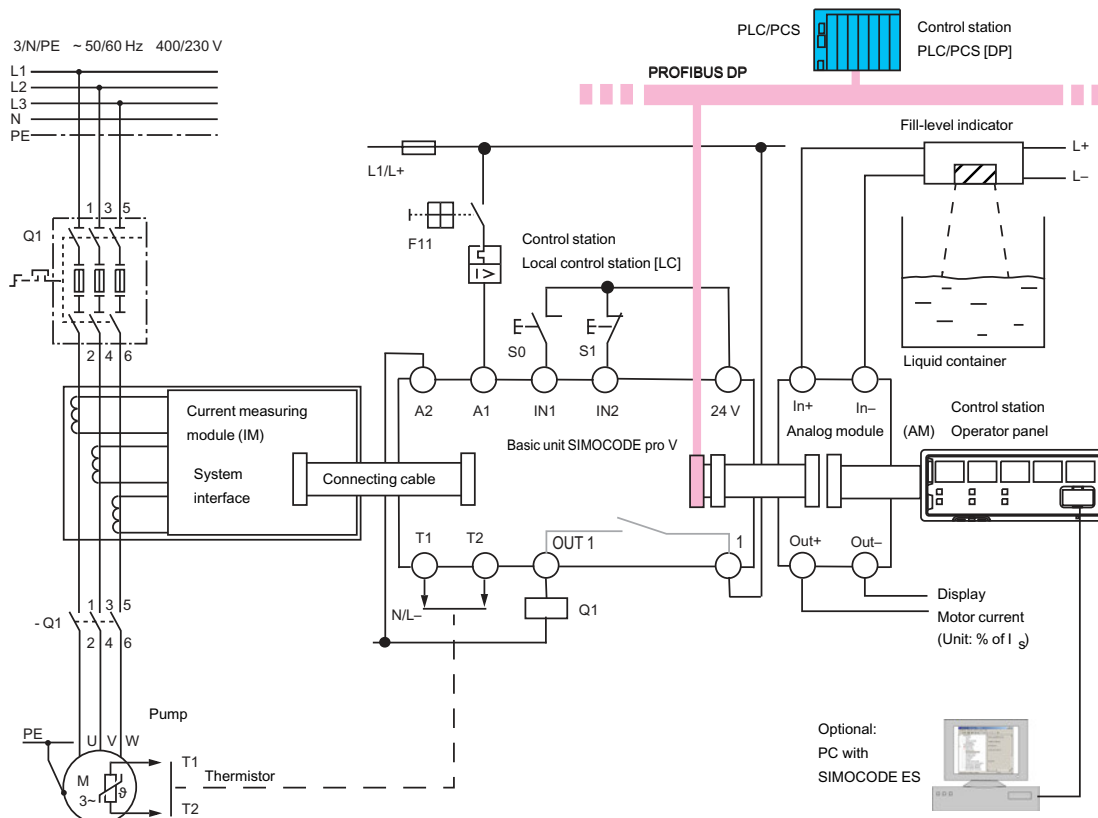 3/N/PE ~ 50/60 Hz 400/230 V
L1
L2
L3
N
PE
PLC/PCS
Control station
PLC/PCS [DP]
PROFIBUS DP
Fill-level indicator
L+
L–
L1/L+
F11
Control station
Local control station [LC]
S0
S1
Q1
1 3 5
2 4 6
Liquid container
A2
A1
IN1
IN2
24 V
In+
In–
Current measuring
module (IM)
System
interface
Connecting cable
Basic unit SIMOCODE pro V
Analog module
(AM)
Control station
Operator panel
T1
T2
OUT 1
1
Out+
Out–
N/L–
Q1
Display
Motor current
(Unit: % of I s)
- Q1
1 3 5
2 4 6
Pump
PE
U V W
M
3~
ϑ
T1
T2
Thermistor
Optional:
PC with
SIMOCODE ES